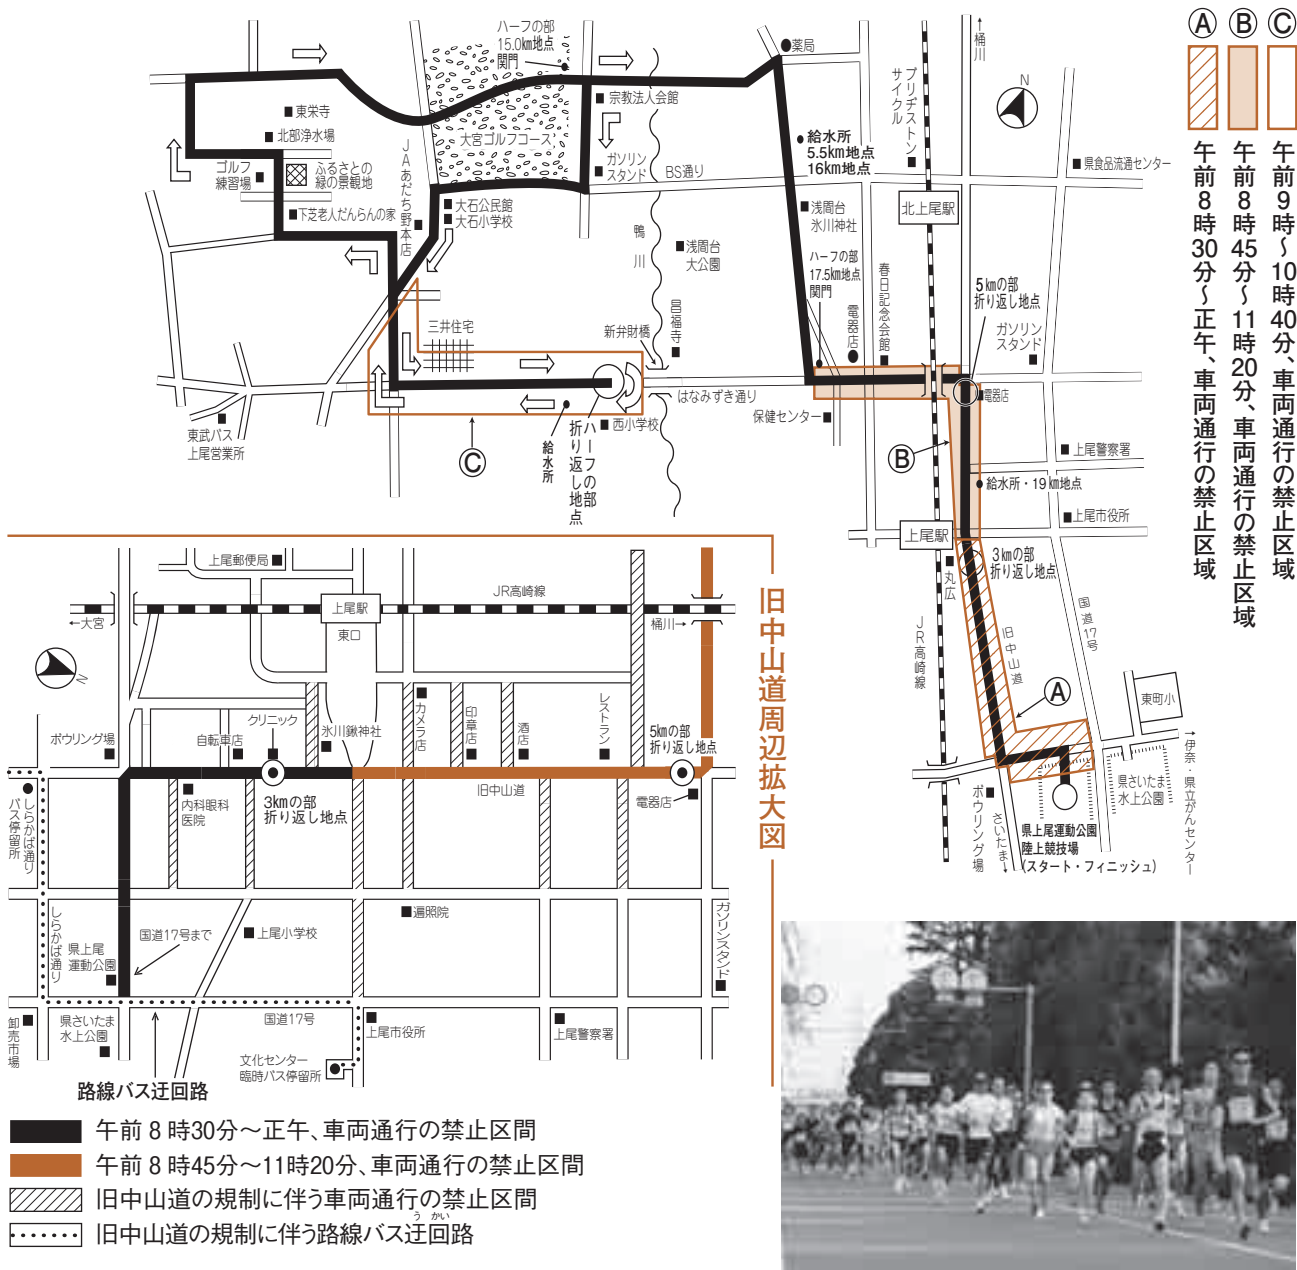 Ⓐ 午前8時30分〜正午、車両通行の禁止区域
Ⓑ 午前8時45分〜11時20分、車両通行の禁止区域
Ⓒ 午前9時〜10時40分、車両通行の禁止区域
ハーフの部
15.0km地点
関門
薬局
↑桶川
ブリヂストン
サイクル
N
東栄寺
北部浄水場
ゴルフ
練習場
ふるさとの
緑の景観地
下芝老人だんらんの家
JAあだち野本店
大宮ゴルフコース
宗教法人会館
ガソリン
スタンド
BS通り
大石公民館
大石小学校
鴨川
浅間台
大公園
給水所
5.5km地点
16km地点
浅間台
氷川神社
北上尾駅
県食品流通センター
ハーフの部
17.5km地点
関門
電器店
春日記念会館
5kmの部
折り返し地点
ガソリン
スタンド
三井住宅
新弁財橋
昌福寺
はなみずき通り
保健センター
電器店
西小学校
給水所
ハーフの部
折り返し地点
東武バス
上尾営業所
Ⓒ
Ⓑ
上尾警察署
給水所・19km地点
上尾市役所
上尾駅
3kmの部
折り返し地点
丸広
JR高崎線
旧中山道
国道17号
Ⓐ
東町小
→伊奈・県立がんセンター
県さいたま
水上公園
ボウリング場
さいたま↓
県上尾運動公園
陸上競技場
(スタート・フィニッシュ)
旧中山道周辺拡大図
上尾郵便局
JR高崎線
上尾駅
東口
←大宮
桶川→
N
ボウリング場
自転車店
クリニック
氷川鍬神社
カメラ店
印章店
酒店
レストラン
5kmの部
折り返し地点
しらかば通り
バス停留所
内科眼科
医院
3kmの部
折り返し地点
旧中山道
電器店
しらかば通り
国道17号まで
県上尾
運動公園
上尾小学校
遍照院
ガソリンスタンド
卸売市場
県さいたま
水上公園
国道17号
上尾市役所
上尾警察署
文化センター
臨時バス停留所
路線バス迂回路
午前8時30分〜正午、車両通行の禁止区間
午前8時45分〜11時20分、車両通行の禁止区間
旧中山道の規制に伴う車両通行の禁止区間
旧中山道の規制に伴う路線バス迂回路
うかい